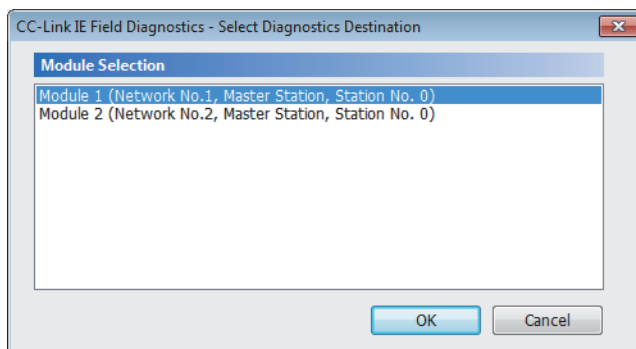 CC-Link IE Field Diagnostics - Select Diagnostics Destination
Module Selection
Module 1 (Network No.1, Master Station, Station No. 0)
Module 2 (Network No.2, Master Station, Station No. 0)
OK Cancel